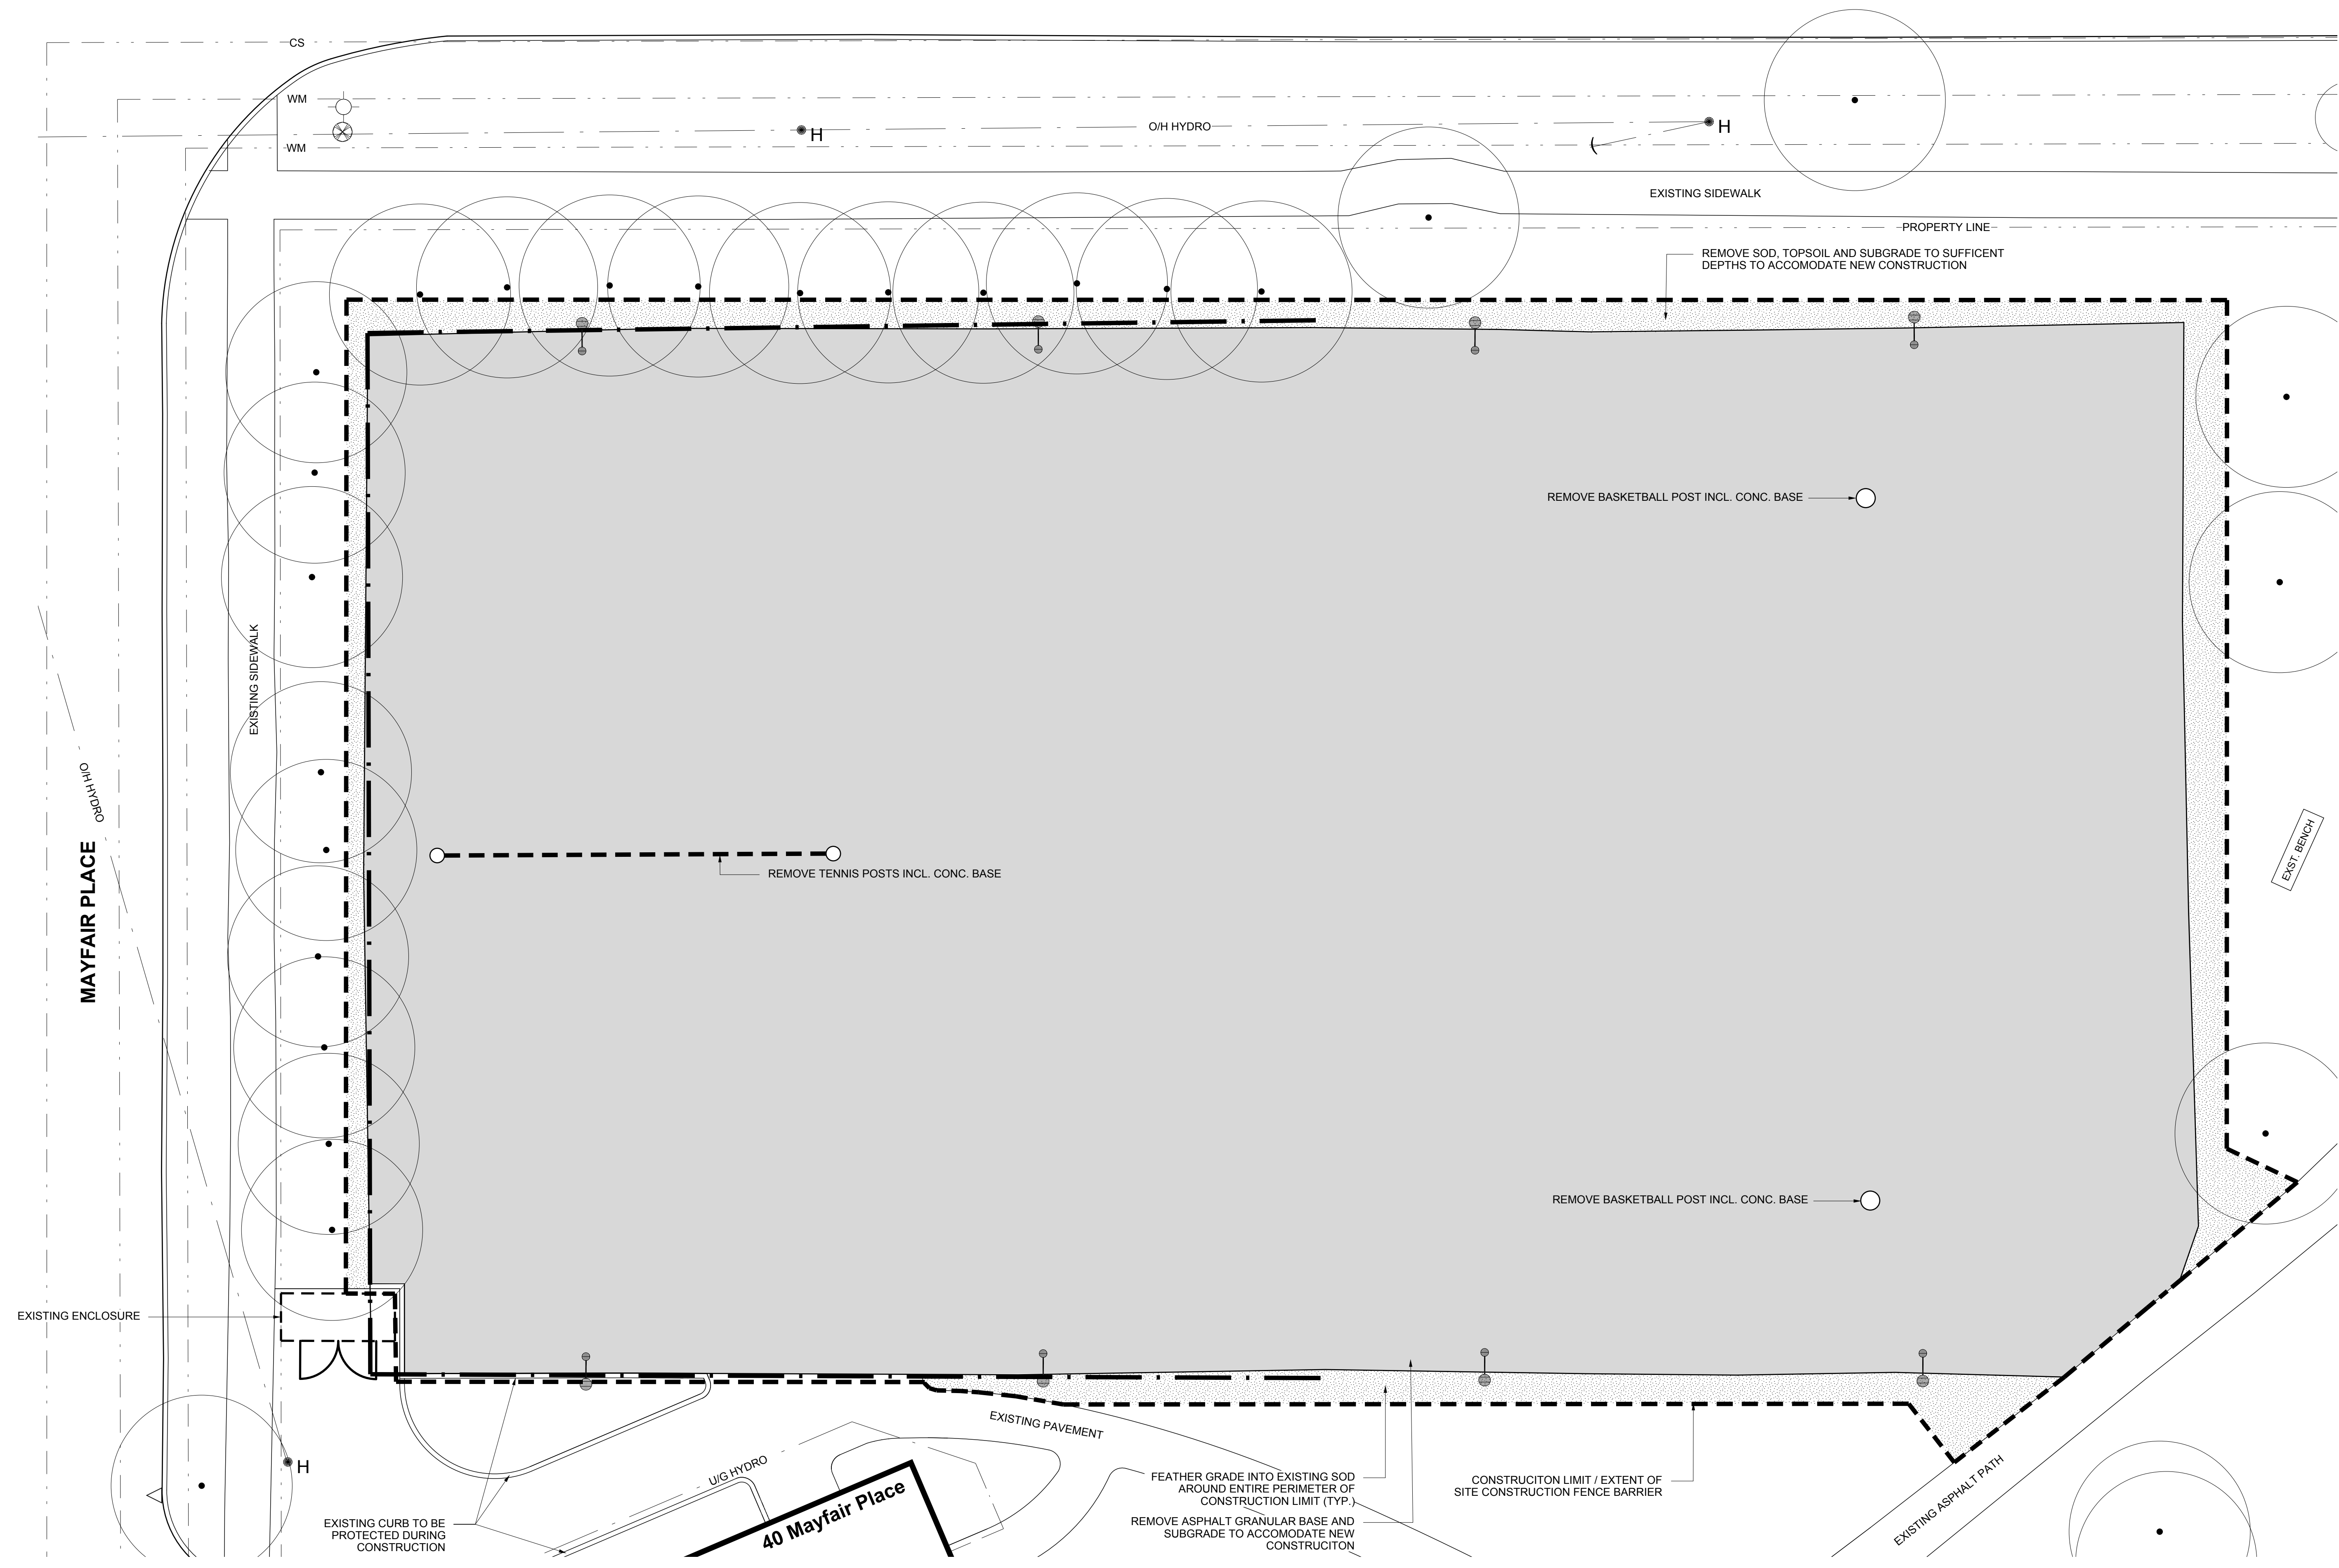 CS
WM
O/H HYDRO
H
H
WM
EXISTING SIDEWALK
PROPERTY LINE
REMOVE SOD, TOPSOIL AND SUBGRADE TO SUFFICENT
DEPTHS TO ACCOMODATE NEW CONSTRUCTION
REMOVE BASKETBALL POST INCL. CONC. BASE
EXISTING SIDEWALK
O/H HYDRO
MAYFAIR PLACE
REMOVE TENNIS POSTS INCL. CONC. BASE
EXST. BENCH
REMOVE BASKETBALL POST INCL. CONC. BASE
EXISTING ENCLOSURE
EXISTING PAVEMENT
H
U/G HYDRO
40 Mayfair Place
FEATHER GRADE INTO EXISTING SOD
AROUND ENTIRE PERIMETER OF
CONSTRUCTION LIMIT (TYP.)
CONSTRUCITON LIMIT / EXTENT OF
SITE CONSTRUCTION FENCE BARRIER
EXISTING ASPHALT PATH
EXISTING CURB TO BE
PROTECTED DURING
CONSTRUCTION
REMOVE ASPHALT GRANULAR BASE AND
SUBGRADE TO ACCOMODATE NEW
CONSTRUCITON